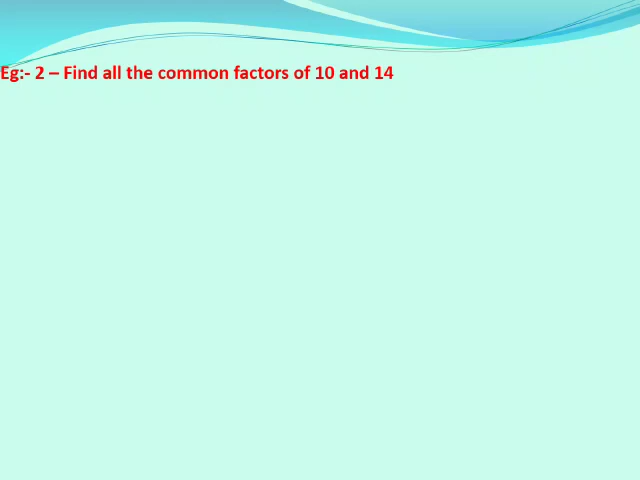 Eg:- 2 – Find all the common factors of 10 and 14